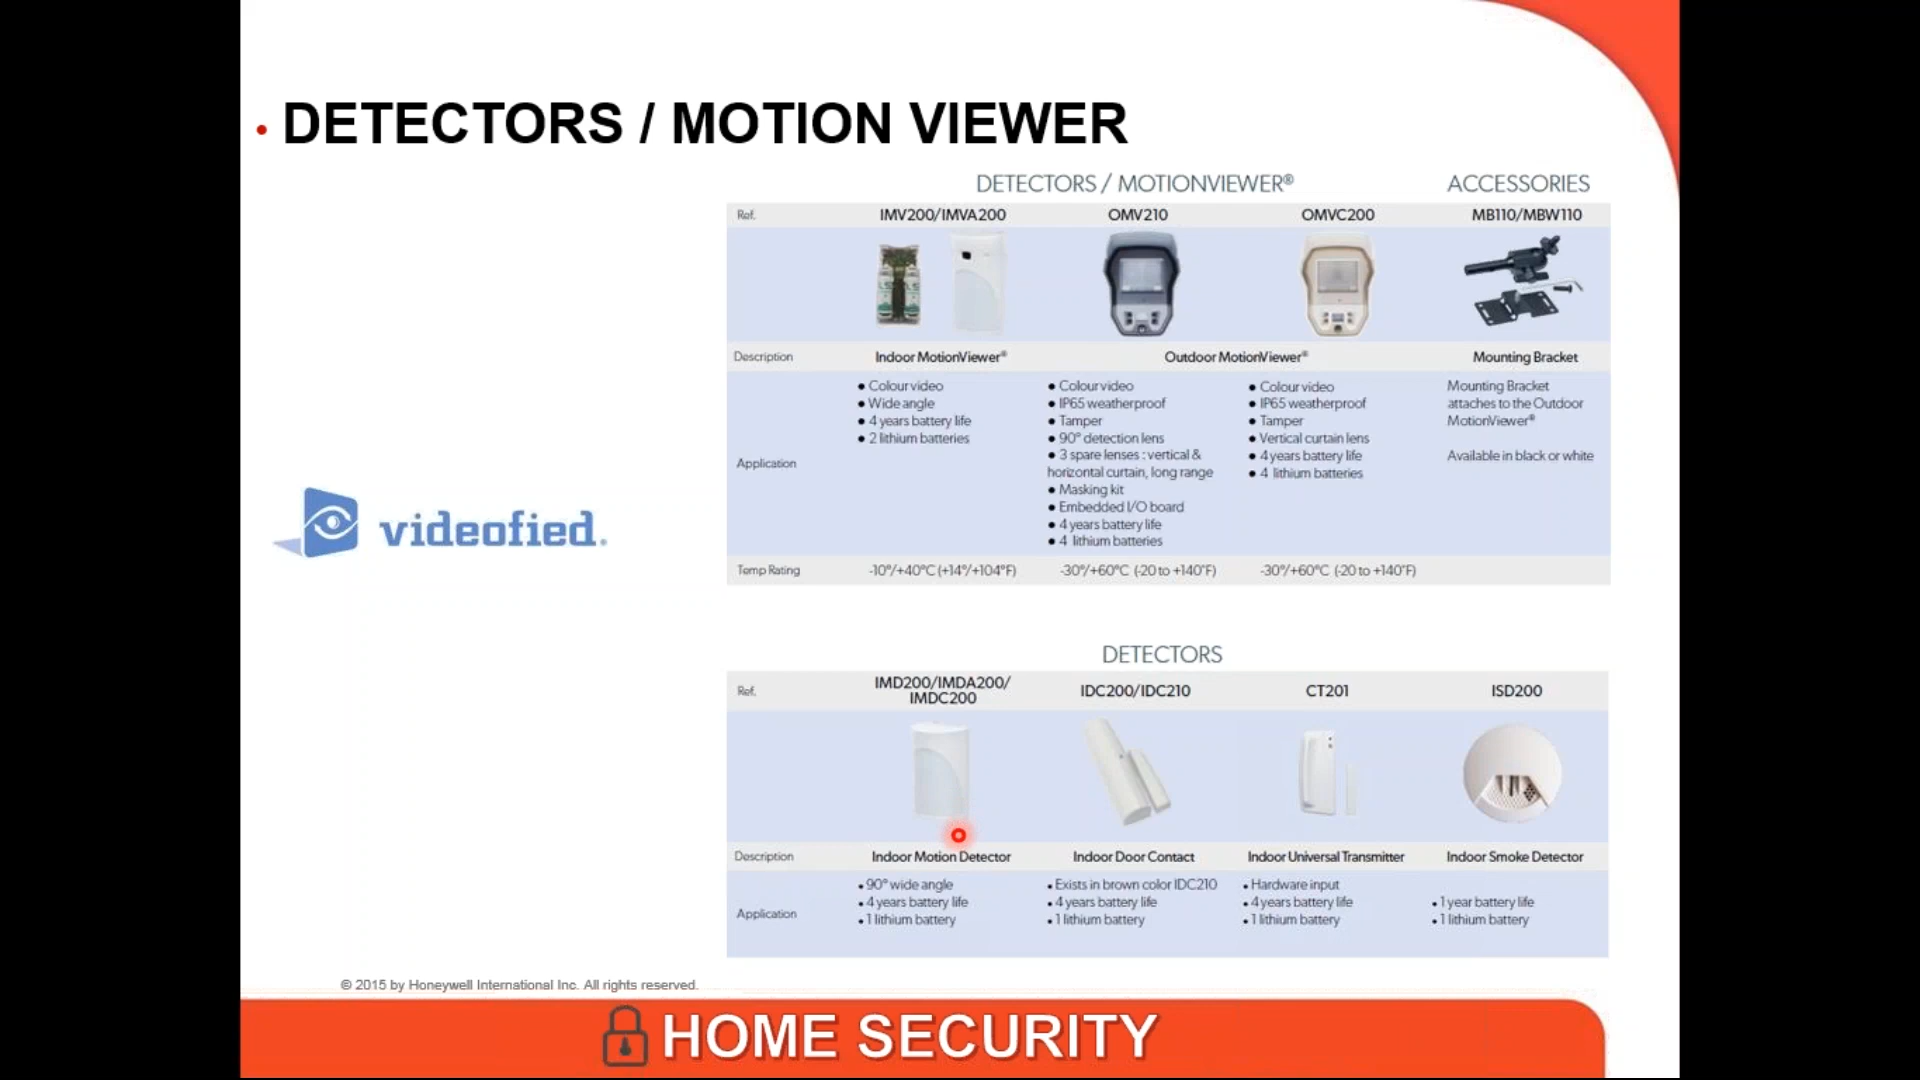 • DETECTORS / MOTION VIEWER
DETECTORS / MOTIONVIEWER® ACCESSORIES
Ref. IMV200/IMVA200 OMV210 OMVC200 MB110/MBW110
Description Indoor MotionViewer® Outdoor MotionViewer® Mounting Bracket
Application
• Colour video
• Wide angle
• 4 years battery life
• 2 lithium batteries
• Colour video
• IP65 weatherproof
• Tamper
• 90° detection lens
• 3 spare lenses : vertical &
horizontal curtain, long range
• Masking kit
• Embedded I/O board
• 4 years battery life
• 4 lithium batteries
• Colour video
• IP65 weatherproof
• Tamper
• Vertical curtain lens
• 4 years battery life
• 4 lithium batteries
Mounting Bracket
attaches to the Outdoor
MotionViewer®
Available in black or white
Temp Rating -10°/+40°C (+14°/+104°F) -30°/+60°C (-20 to +140°F) -30°/+60°C (-20 to +140°F)
videofied®
DETECTORS
Ref. IMD200/IMDA200/
IMDC200
IDC200/IDC210 CT201 ISD200
Description Indoor Motion Detector Indoor Door Contact Indoor Universal Transmitter Indoor Smoke Detector
Application
• 90° wide angle
• 4 years battery life
• 1 lithium battery
• Exists in brown color IDC210
• 4 years battery life
• 1 lithium battery
• Hardware input
• 4 years battery life
• 1 lithium battery
• 1 year battery life
• 1 lithium battery
© 2015 by Honeywell International Inc. All rights reserved.
HOME SECURITY